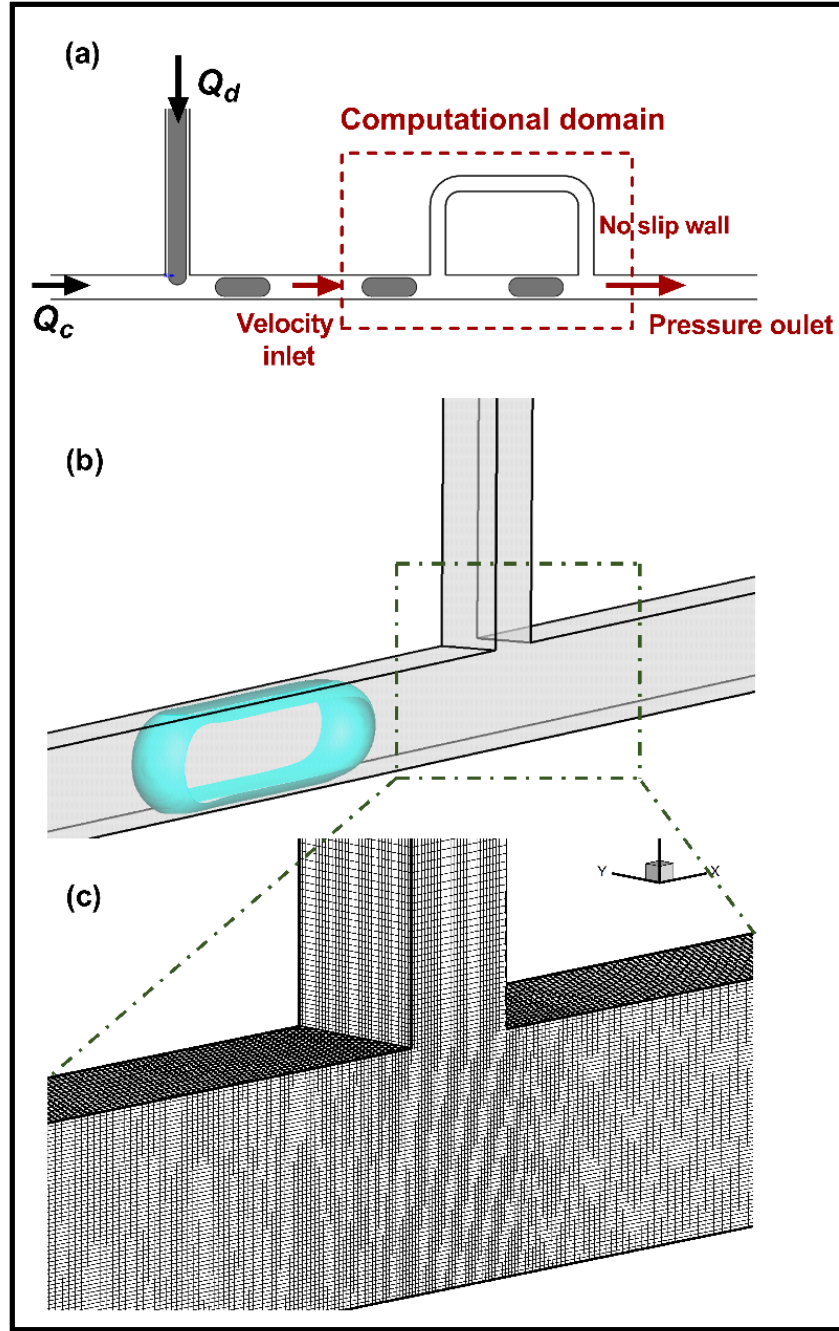 (a)
Q_d
Computational domain
No slip wall
Q_c
Velocity
inlet
Pressure oulet
(b)
(c)
Y
X